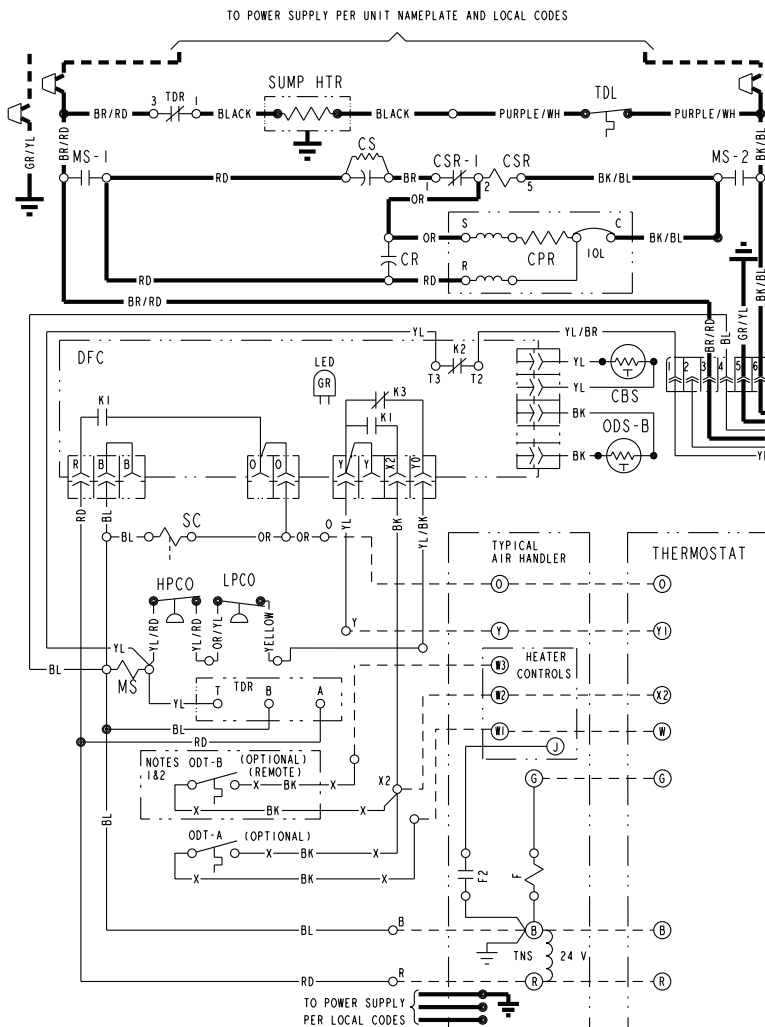 TO POWER SUPPLY PER UNIT NAMEPLATE AND LOCAL CODES
SUMP HTR
TDL
BR/RD 3 TDR 1 BLACK BLACK PURPLE/WH PURPLE/WH
GR/YL
BR/RD
BK/BL
MS-1 CS CSR-1 CSR MS-2
RD BR 1 2 5 BK/BL
OR
OR S C BK/BL
CR CPR IOL
RD RD R
BR/RD
BK/BL
GR/YL
BR/RD
BL
YL K2 YL/BR
T3 T2
DFC LED
GR
YL
YL
CBS
1 2 3 4 5 6
K1 K3
K1
BK
ODS-B
BK
R B B O O Y Y X2 YO
YL
RD
BL
YL
BK
YL/BK
SC
BL OR OR O
TYPICAL
AIR HANDLER
THERMOSTAT
O O
HPCO LPCO
YL/RD
YL/RD
OR/YL
YELLOW
Y Y Y1
YL
BL MS
W3 HEATER
CONTROLS
W2 X2
YL T TDR B A
BL
W1 W
RD
J
NOTES
1&2
ODT-B (OPTIONAL)
(REMOTE)
X BK X
X BK X
X2
G G
BL
ODT-A (OPTIONAL)
X BK X
X BK X
F2
F
BL B B B
TNS 24 V
RD R R R
TO POWER SUPPLY
PER LOCAL CODES